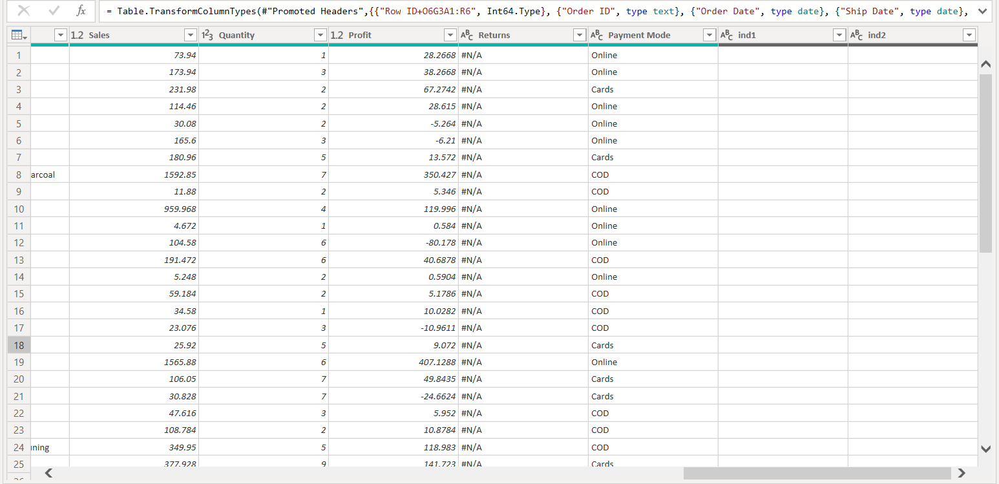 = Table.TransformColumnTypes(#"Promoted Headers",{{"Row ID+O6G3A1:R6", Int64.Type}, {"Order ID", type text}, {"Order Date", type date}, {"Ship Date", type date},
1.2 Sales 1²3 Quantity 1.2 Profit ABC Returns ABC Payment Mode ABC ind1 ABC ind2
1 73.94 1 28.2668 #N/A Online
2 173.94 3 38.2668 #N/A Online
3 231.98 2 67.2742 #N/A Cards
4 114.46 2 28.615 #N/A Online
5 30.08 2 -5.264 #N/A Online
6 165.6 3 -6.21 #N/A Online
7 180.96 5 13.572 #N/A Cards
8 arcoal 1592.85 7 350.427 #N/A COD
9 11.88 2 5.346 #N/A COD
10 959.968 4 119.996 #N/A Online
11 4.672 1 0.584 #N/A Online
12 104.58 6 -80.178 #N/A Online
13 191.472 6 40.6878 #N/A COD
14 5.248 2 0.5904 #N/A Online
15 59.184 2 5.1786 #N/A COD
16 34.58 1 10.0282 #N/A COD
17 23.076 3 -10.9611 #N/A COD
18 25.92 5 9.072 #N/A Cards
19 1565.88 6 407.1288 #N/A Online
20 106.05 7 49.8435 #N/A Cards
21 30.828 7 -24.6624 #N/A Cards
22 47.616 3 5.952 #N/A COD
23 108.784 2 10.8784 #N/A COD
24 ning 349.95 5 118.983 #N/A COD
25 377.928 9 141.723 #N/A Cards